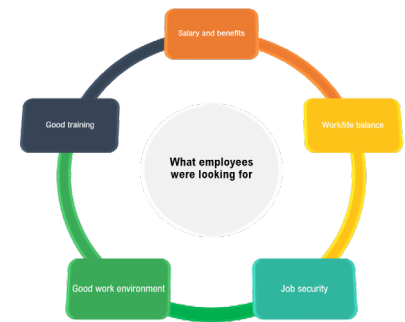 Salary and benefits
Good training
Work/life balance
What employees
were looking for
Good work environment
Job security